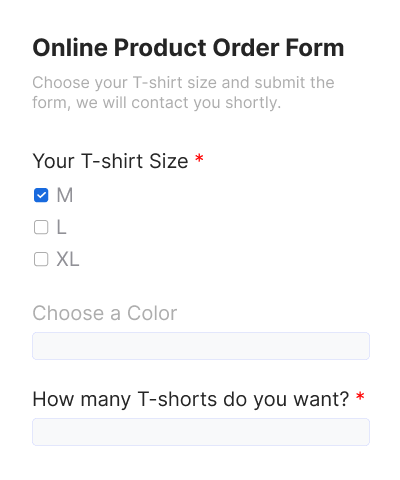 Online Product Order Form
Choose your T-shirt size and submit the
form, we will contact you shortly.
Your T-shirt Size *
M
L
XL
Choose a Color
How many T-shorts do you want? *